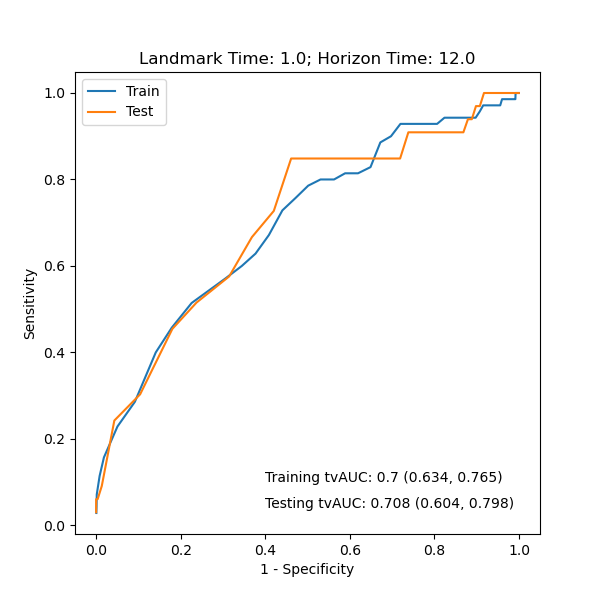 Landmark Time: 1.0; Horizon Time: 12.0
Train
Test
1.0
0.8
0.6
0.4
0.2
0.0
Sensitivity
Training tvAUC: 0.7 (0.634, 0.765)
Testing tvAUC: 0.708 (0.604, 0.798)
0.0 0.2 0.4 0.6 0.8 1.0
1 - Specificity